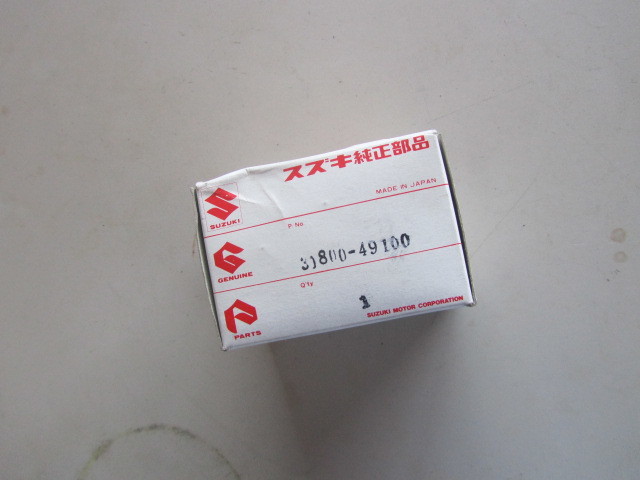 スズキ純正部品
MADE IN JAPAN
SUZUKI
P No
31800-49100
GENUINE
Q'ty
1
PARTS
SUZUKI MOTOR CORPORATION